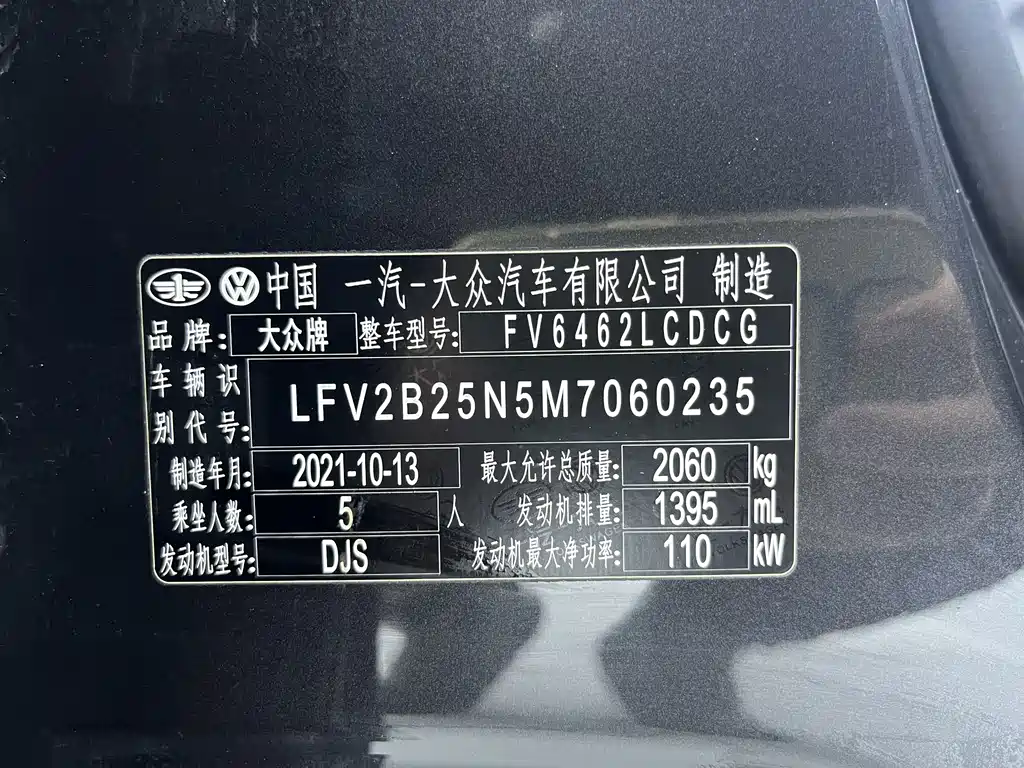 中国 一汽-大众汽车有限公司 制造
品牌: 大众牌 整车型号: FV6462LCDCG
车辆识别代号: LFV2B25N5M7060235
制造年月: 2021-10-13 最大允许总质量: 2060 kg
乘坐人数: 5 人 发动机排量: 1395 mL
发动机型号: DJS 发动机最大净功率: 110 kW